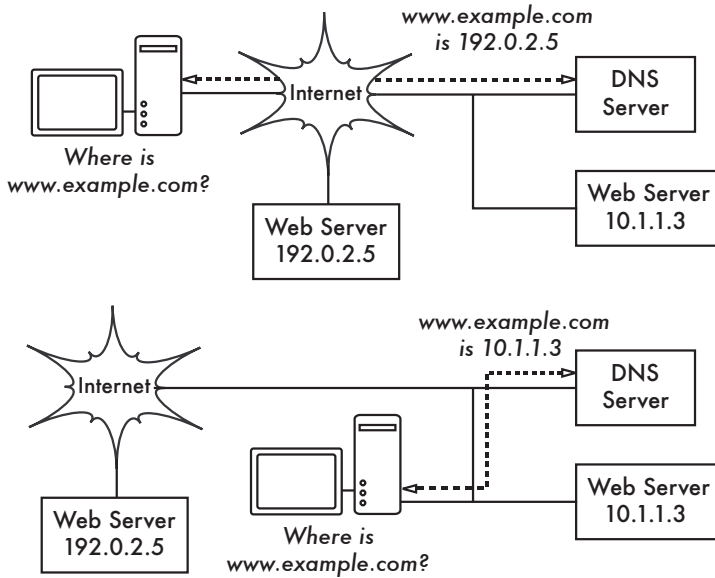 www.example.com
is 192.0.2.5
Internet
DNS
Server
Where is
www.example.com?
Web Server
192.0.2.5
Web Server
10.1.1.3
www.example.com
is 10.1.1.3
Internet
DNS
Server
Web Server
192.0.2.5
Where is
www.example.com?
Web Server
10.1.1.3